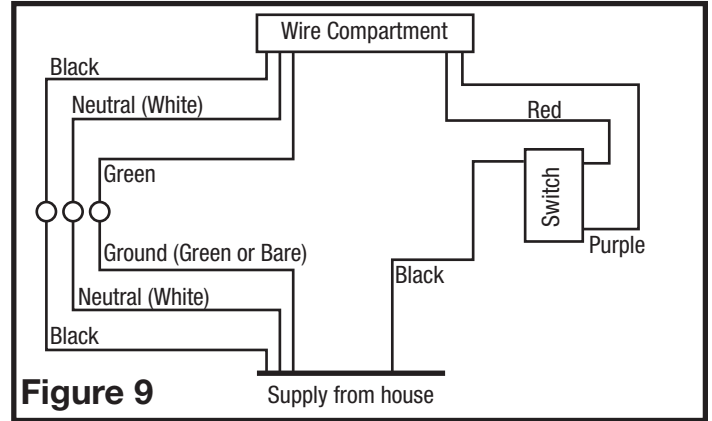 Wire Compartment
Black
Neutral (White)
Red
Green
Switch
Ground (Green or Bare)
Purple
Black
Neutral (White)
Black
Figure 9
Supply from house